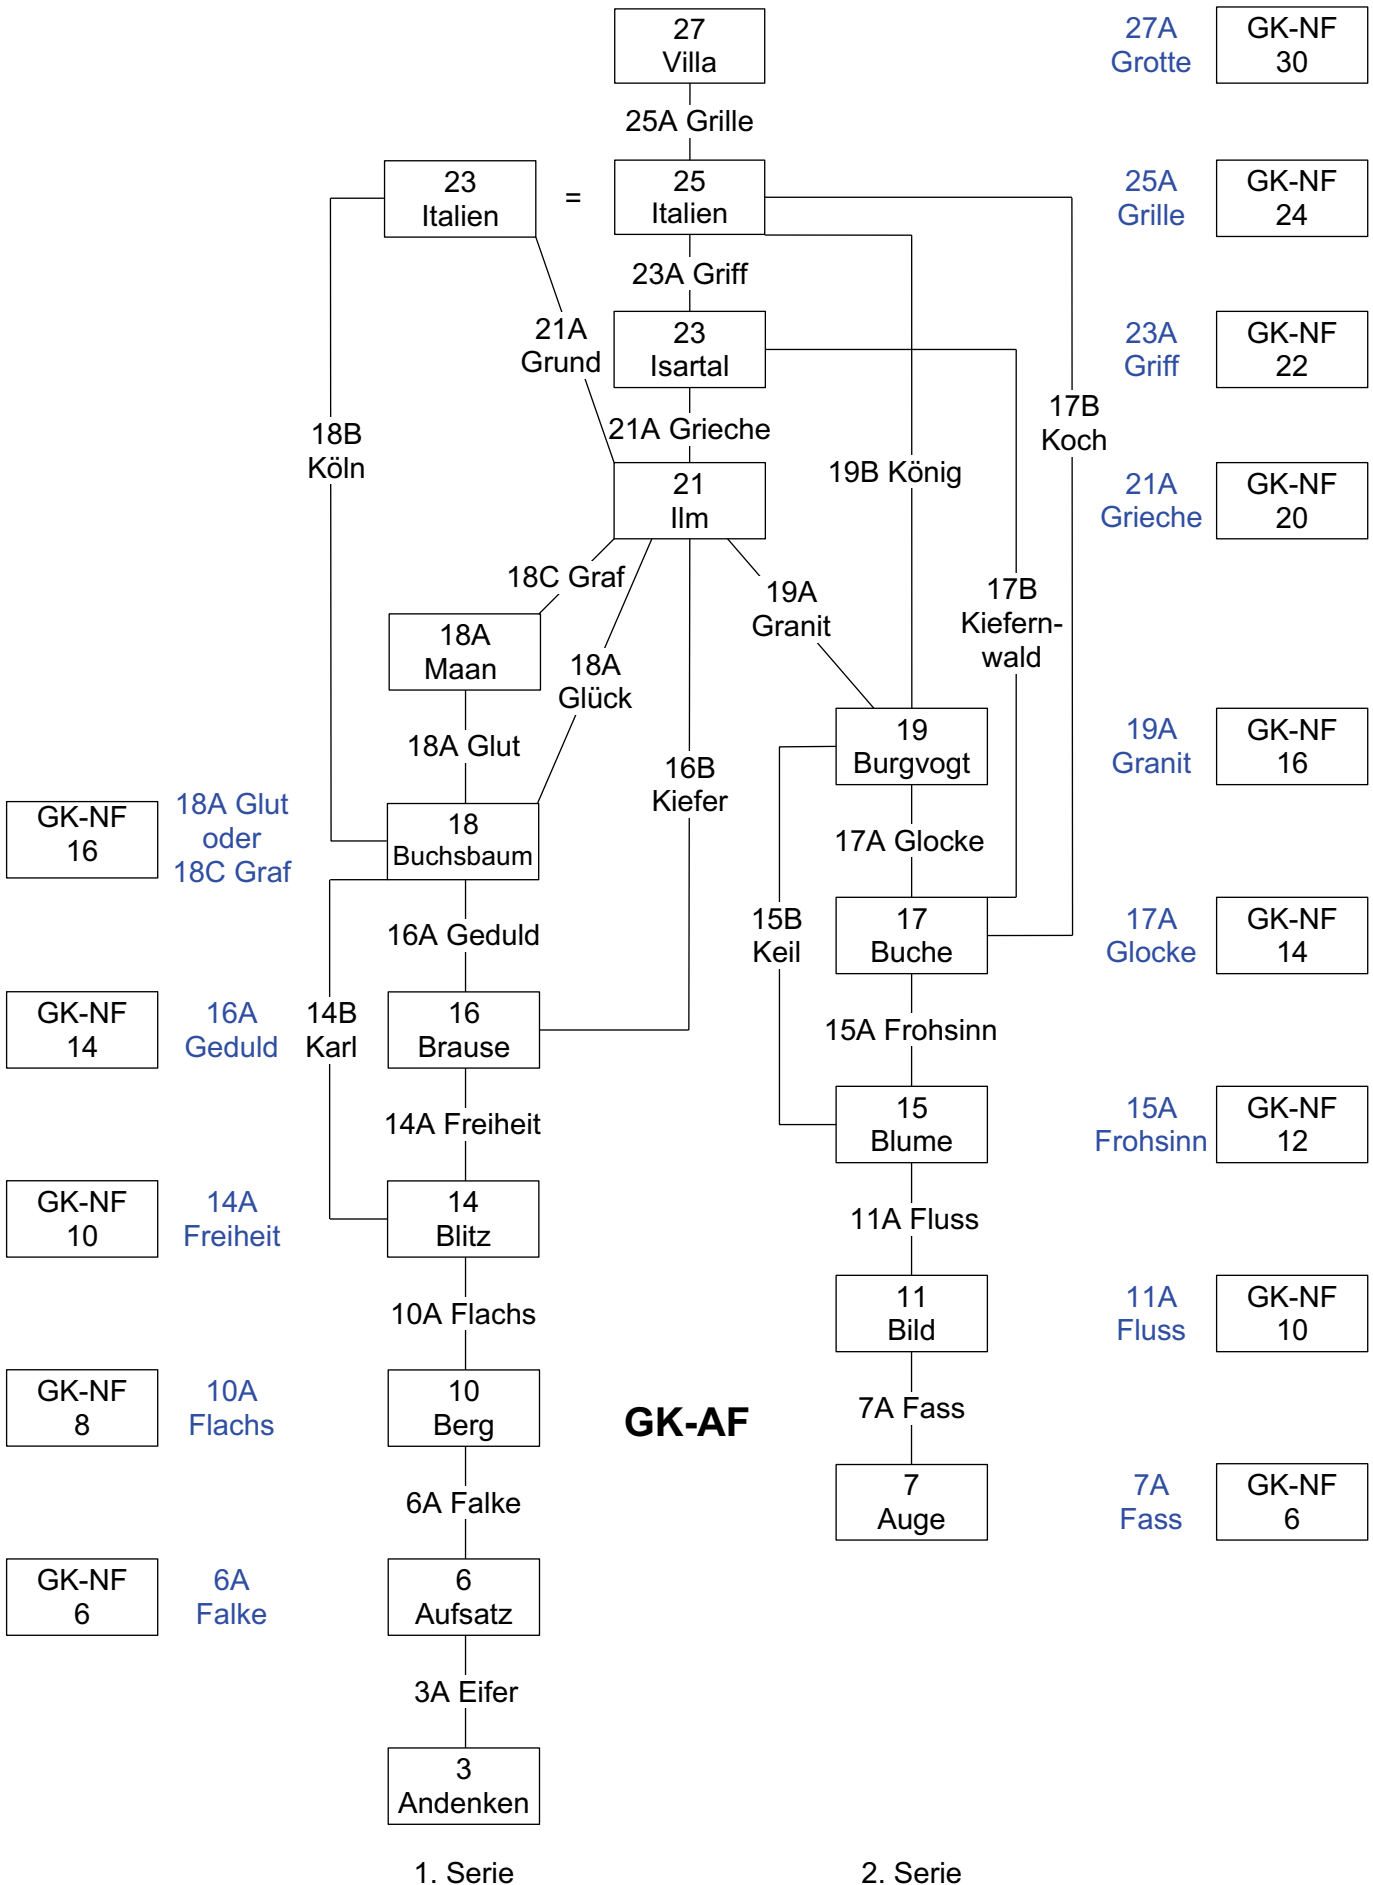 27
Villa
27A
Grotte
GK-NF
30
25A Grille
23
Italien
=
25
Italien
25A
Grille
GK-NF
24
23A Griff
21A
Grund
23
Isartal
23A
Griff
GK-NF
22
17B
Koch
18B
Köln
21A Grieche
19B König
21
Ilm
21A
Grieche
GK-NF
20
18C Graf
19A
Granit
17B
Kiefern-
wald
18A
Maan
18A
Glück
19
Burgvogt
19A
Granit
GK-NF
16
18A Glut
16B
Kiefer
GK-NF
16
18A Glut
oder
18C Graf
18
Buchsbaum
17A Glocke
16A Geduld
15B
Keil
17
Buche
17A
Glocke
GK-NF
14
GK-NF
14
16A
Geduld
14B
Karl
16
Brause
15A Frohsinn
14A Freiheit
15
Blume
15A
Frohsinn
GK-NF
12
GK-NF
10
14A
Freiheit
14
Blitz
11A Fluss
10A Flachs
11
Bild
11A
Fluss
GK-NF
10
GK-NF
8
10A
Flachs
10
Berg
GK-AF
7A Fass
6A Falke
7
Auge
7A
Fass
GK-NF
6
GK-NF
6
6A
Falke
6
Aufsatz
3A Eifer
3
Andenken
1. Serie
2. Serie